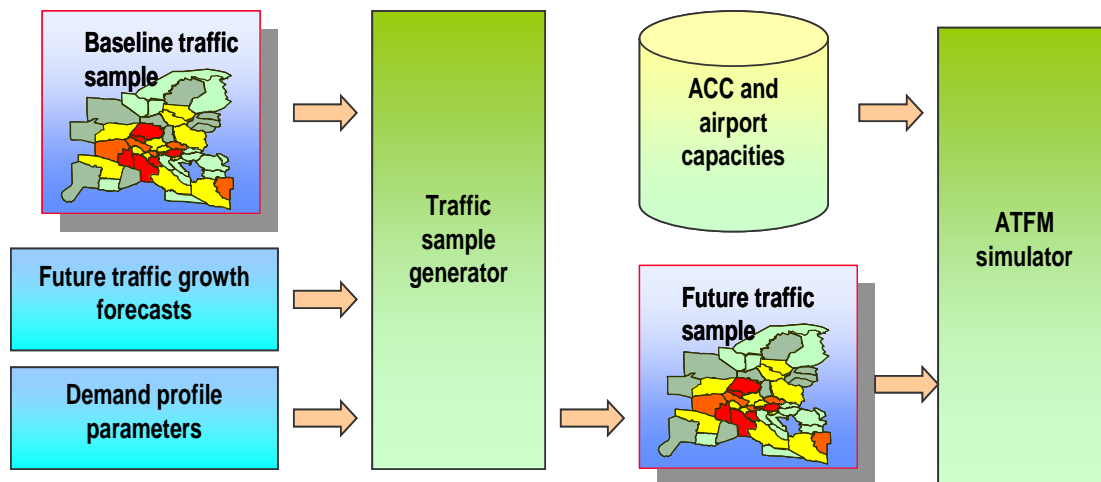 Baseline traffic
sample
Future traffic growth
forecasts
Demand profile
parameters
Traffic
sample
generator
ACC and
airport
capacities
Future traffic
sample
ATFM
simulator